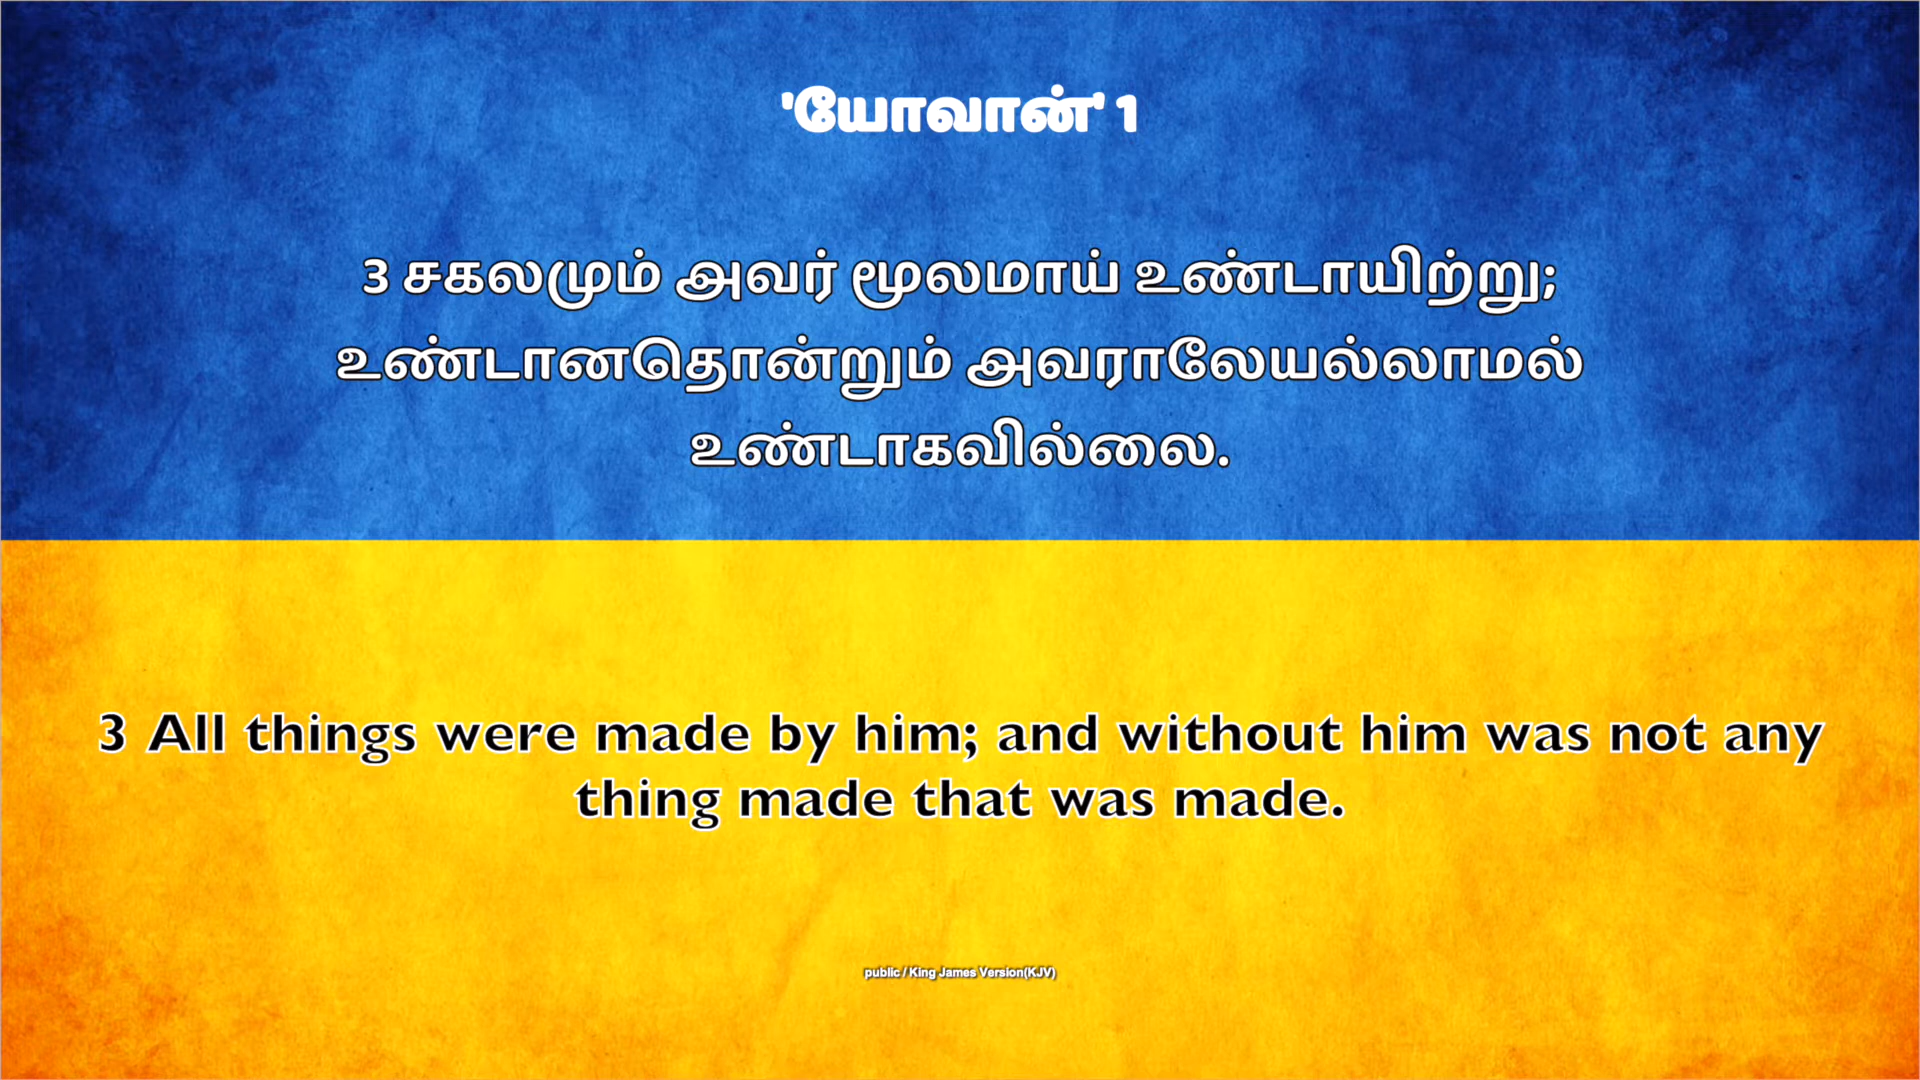 'யோவான்' 1
3 சகலமும் அவர் மூலமாய் உண்டாயிற்று;
உண்டானதொன்றும் அவராலேயல்லாமல்
உண்டாகவில்லை.
3 All things were made by him; and without him was not any
thing made that was made.
public / King James Version(KJV)